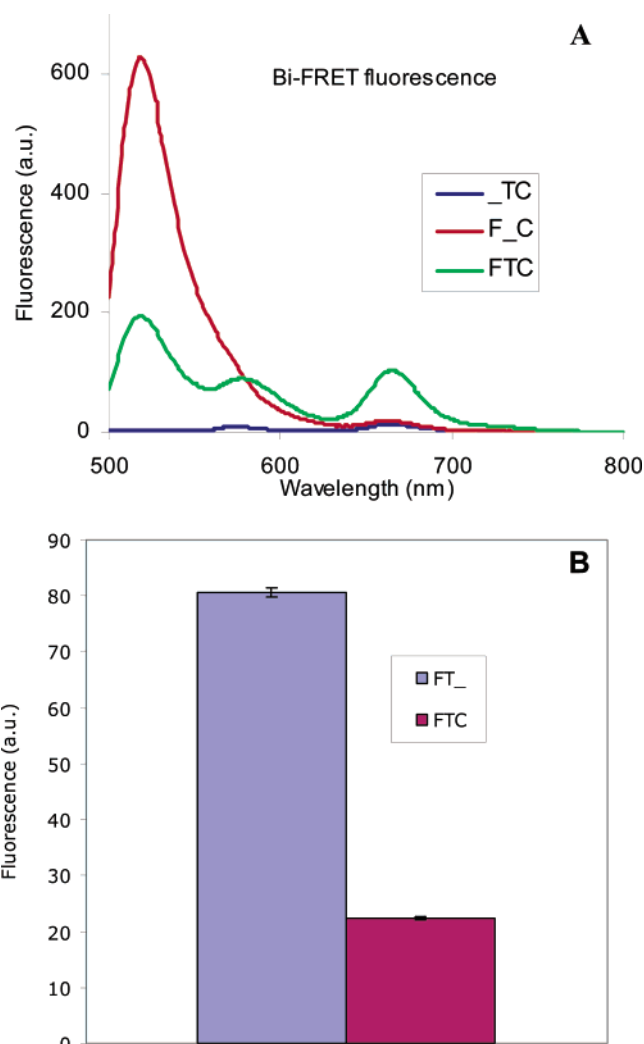 A
Bi-FRET fluorescence
600
400
200
0
Fluorescence (a.u.)
_TC
F_C
FTC
500 600 700 800
Wavelength (nm)
B
90
80
70
60
50
40
30
20
10
0
Fluorescence (a.u.)
FT_
FTC